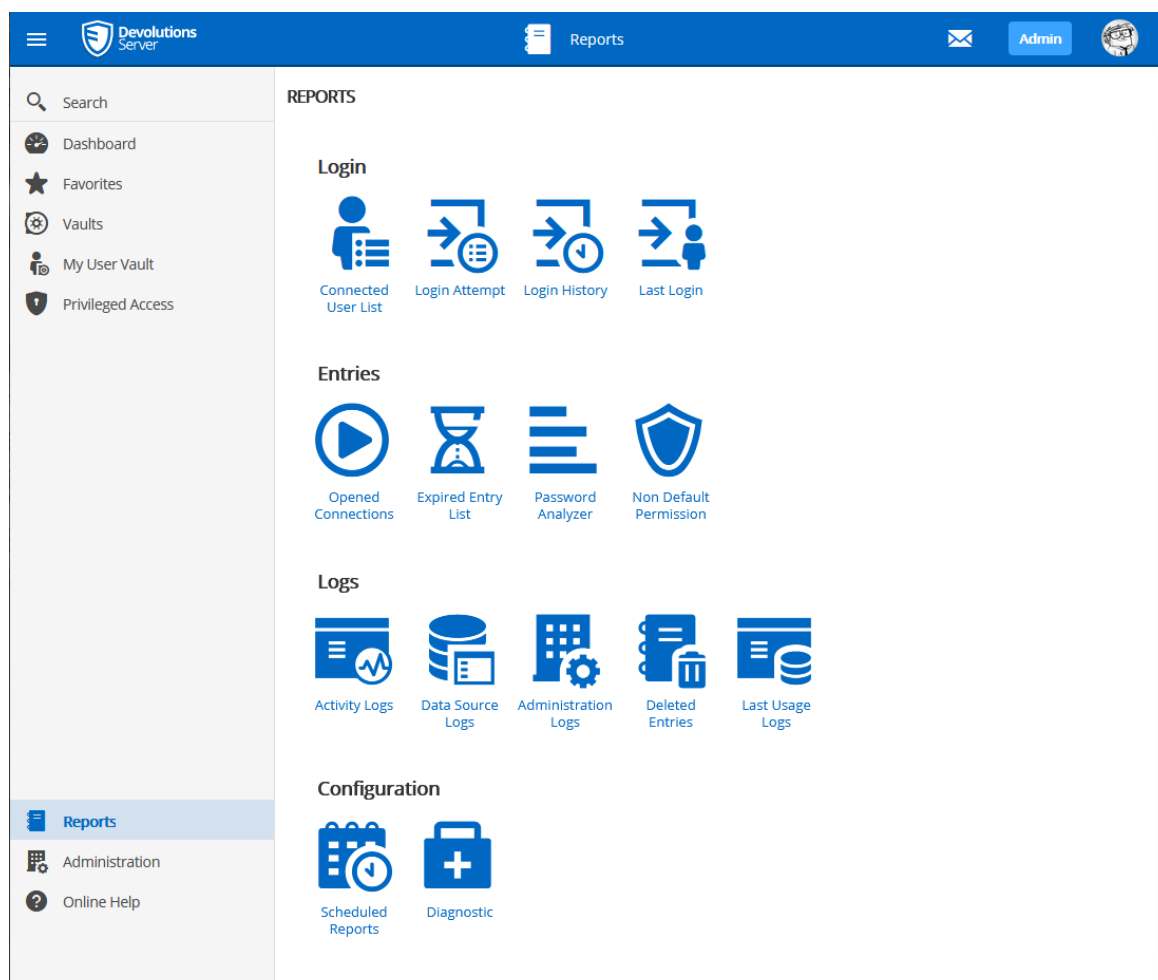 Devolutions
Server
Reports
Admin
Search
Dashboard
Favorites
Vaults
My User Vault
Privileged Access
Reports
Administration
Online Help
REPORTS
Login
Connected
User List
Login Attempt
Login History
Last Login
Entries
Opened
Connections
Expired Entry
List
Password
Analyzer
Non Default
Permission
Logs
Activity Logs
Data Source
Logs
Administration
Logs
Deleted
Entries
Last Usage
Logs
Configuration
Scheduled
Reports
Diagnostic